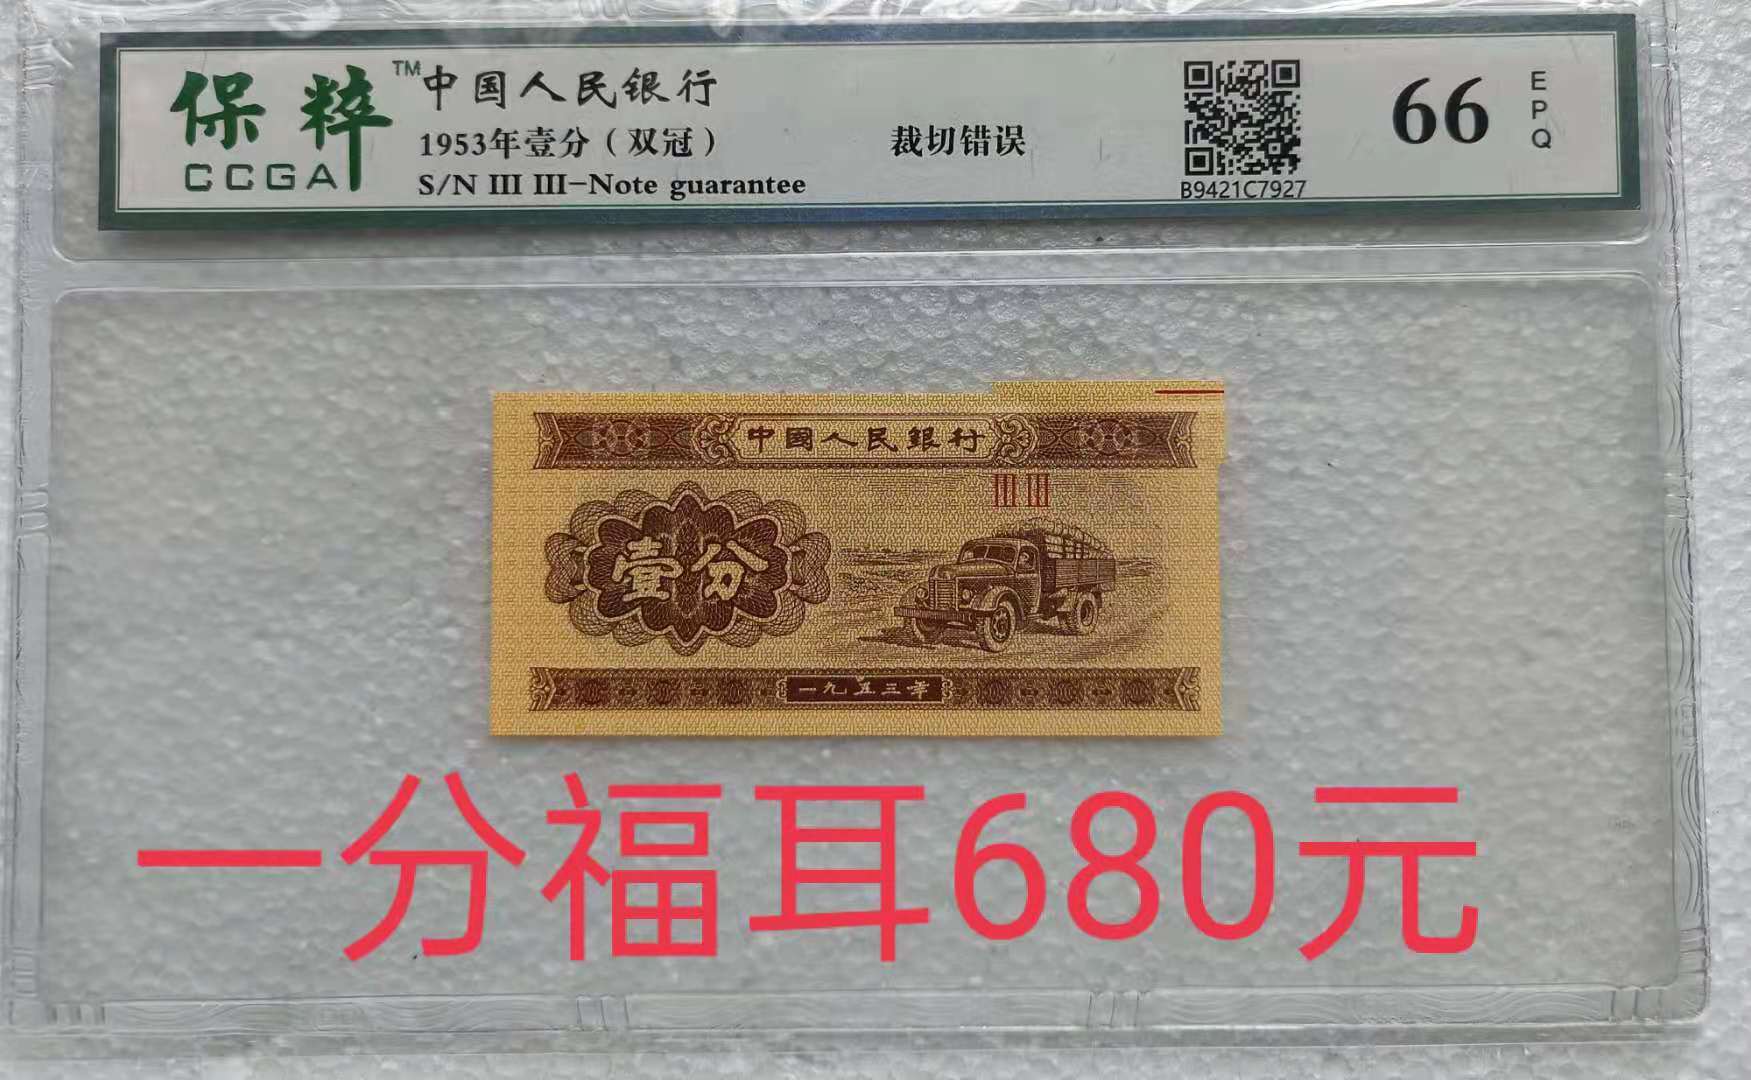 保粹™
CCGA
中国人民银行
1953年壹分（双冠）
S/N III III-Note guarantee
裁切错误
B9421C7927
66
EPQ
中國人民銀行
III III
壹分
一九五三年
一分福耳680元